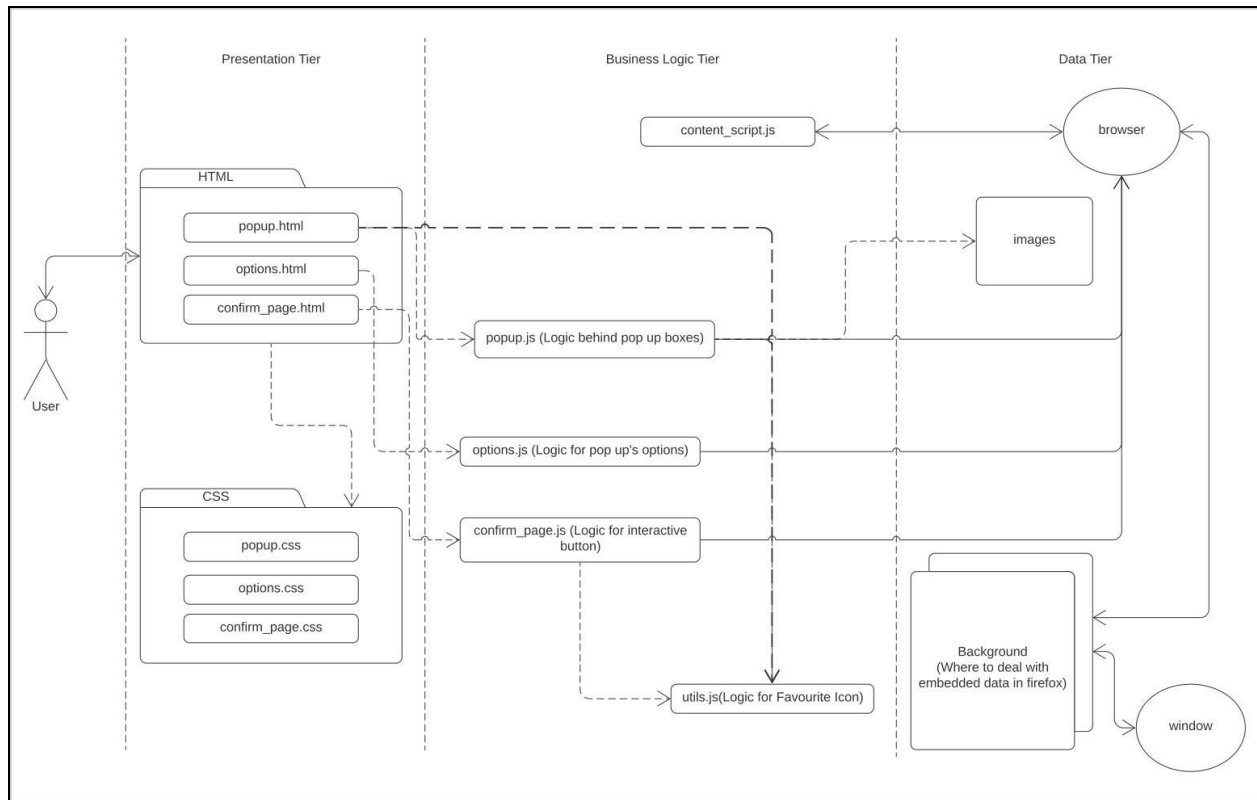 Presentation Tier
Business Logic Tier
Data Tier
content_script.js
browser
HTML
popup.html
options.html
confirm_page.html
images
User
popup.js (Logic behind pop up boxes)
options.js (Logic for pop up's options)
CSS
popup.css
options.css
confirm_page.css
confirm_page.js (Logic for interactive
button)
utils.js(Logic for Favourite Icon)
Background
(Where to deal with
embedded data in firefox)
window